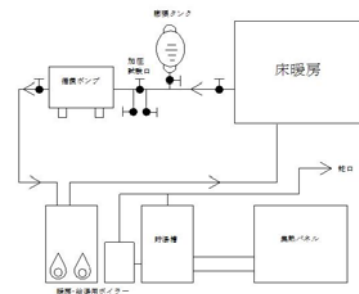 膨張タンク
加圧
試験口
循環ポンプ
床暖房
蛇口
貯湯槽
集熱パネル
暖房・給湯用ボイラー